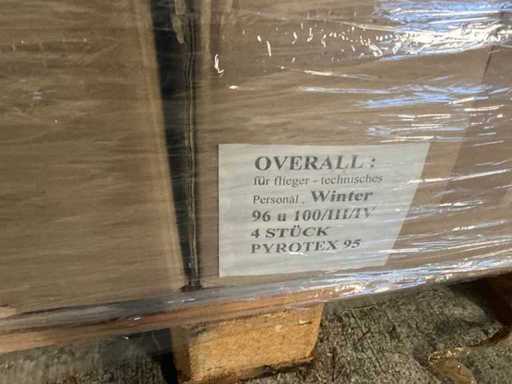 OVERALL :
für flieger - technisches
Personal , Winter
96 u 100/III/IV
4 STÜCK
PYROTEX 95